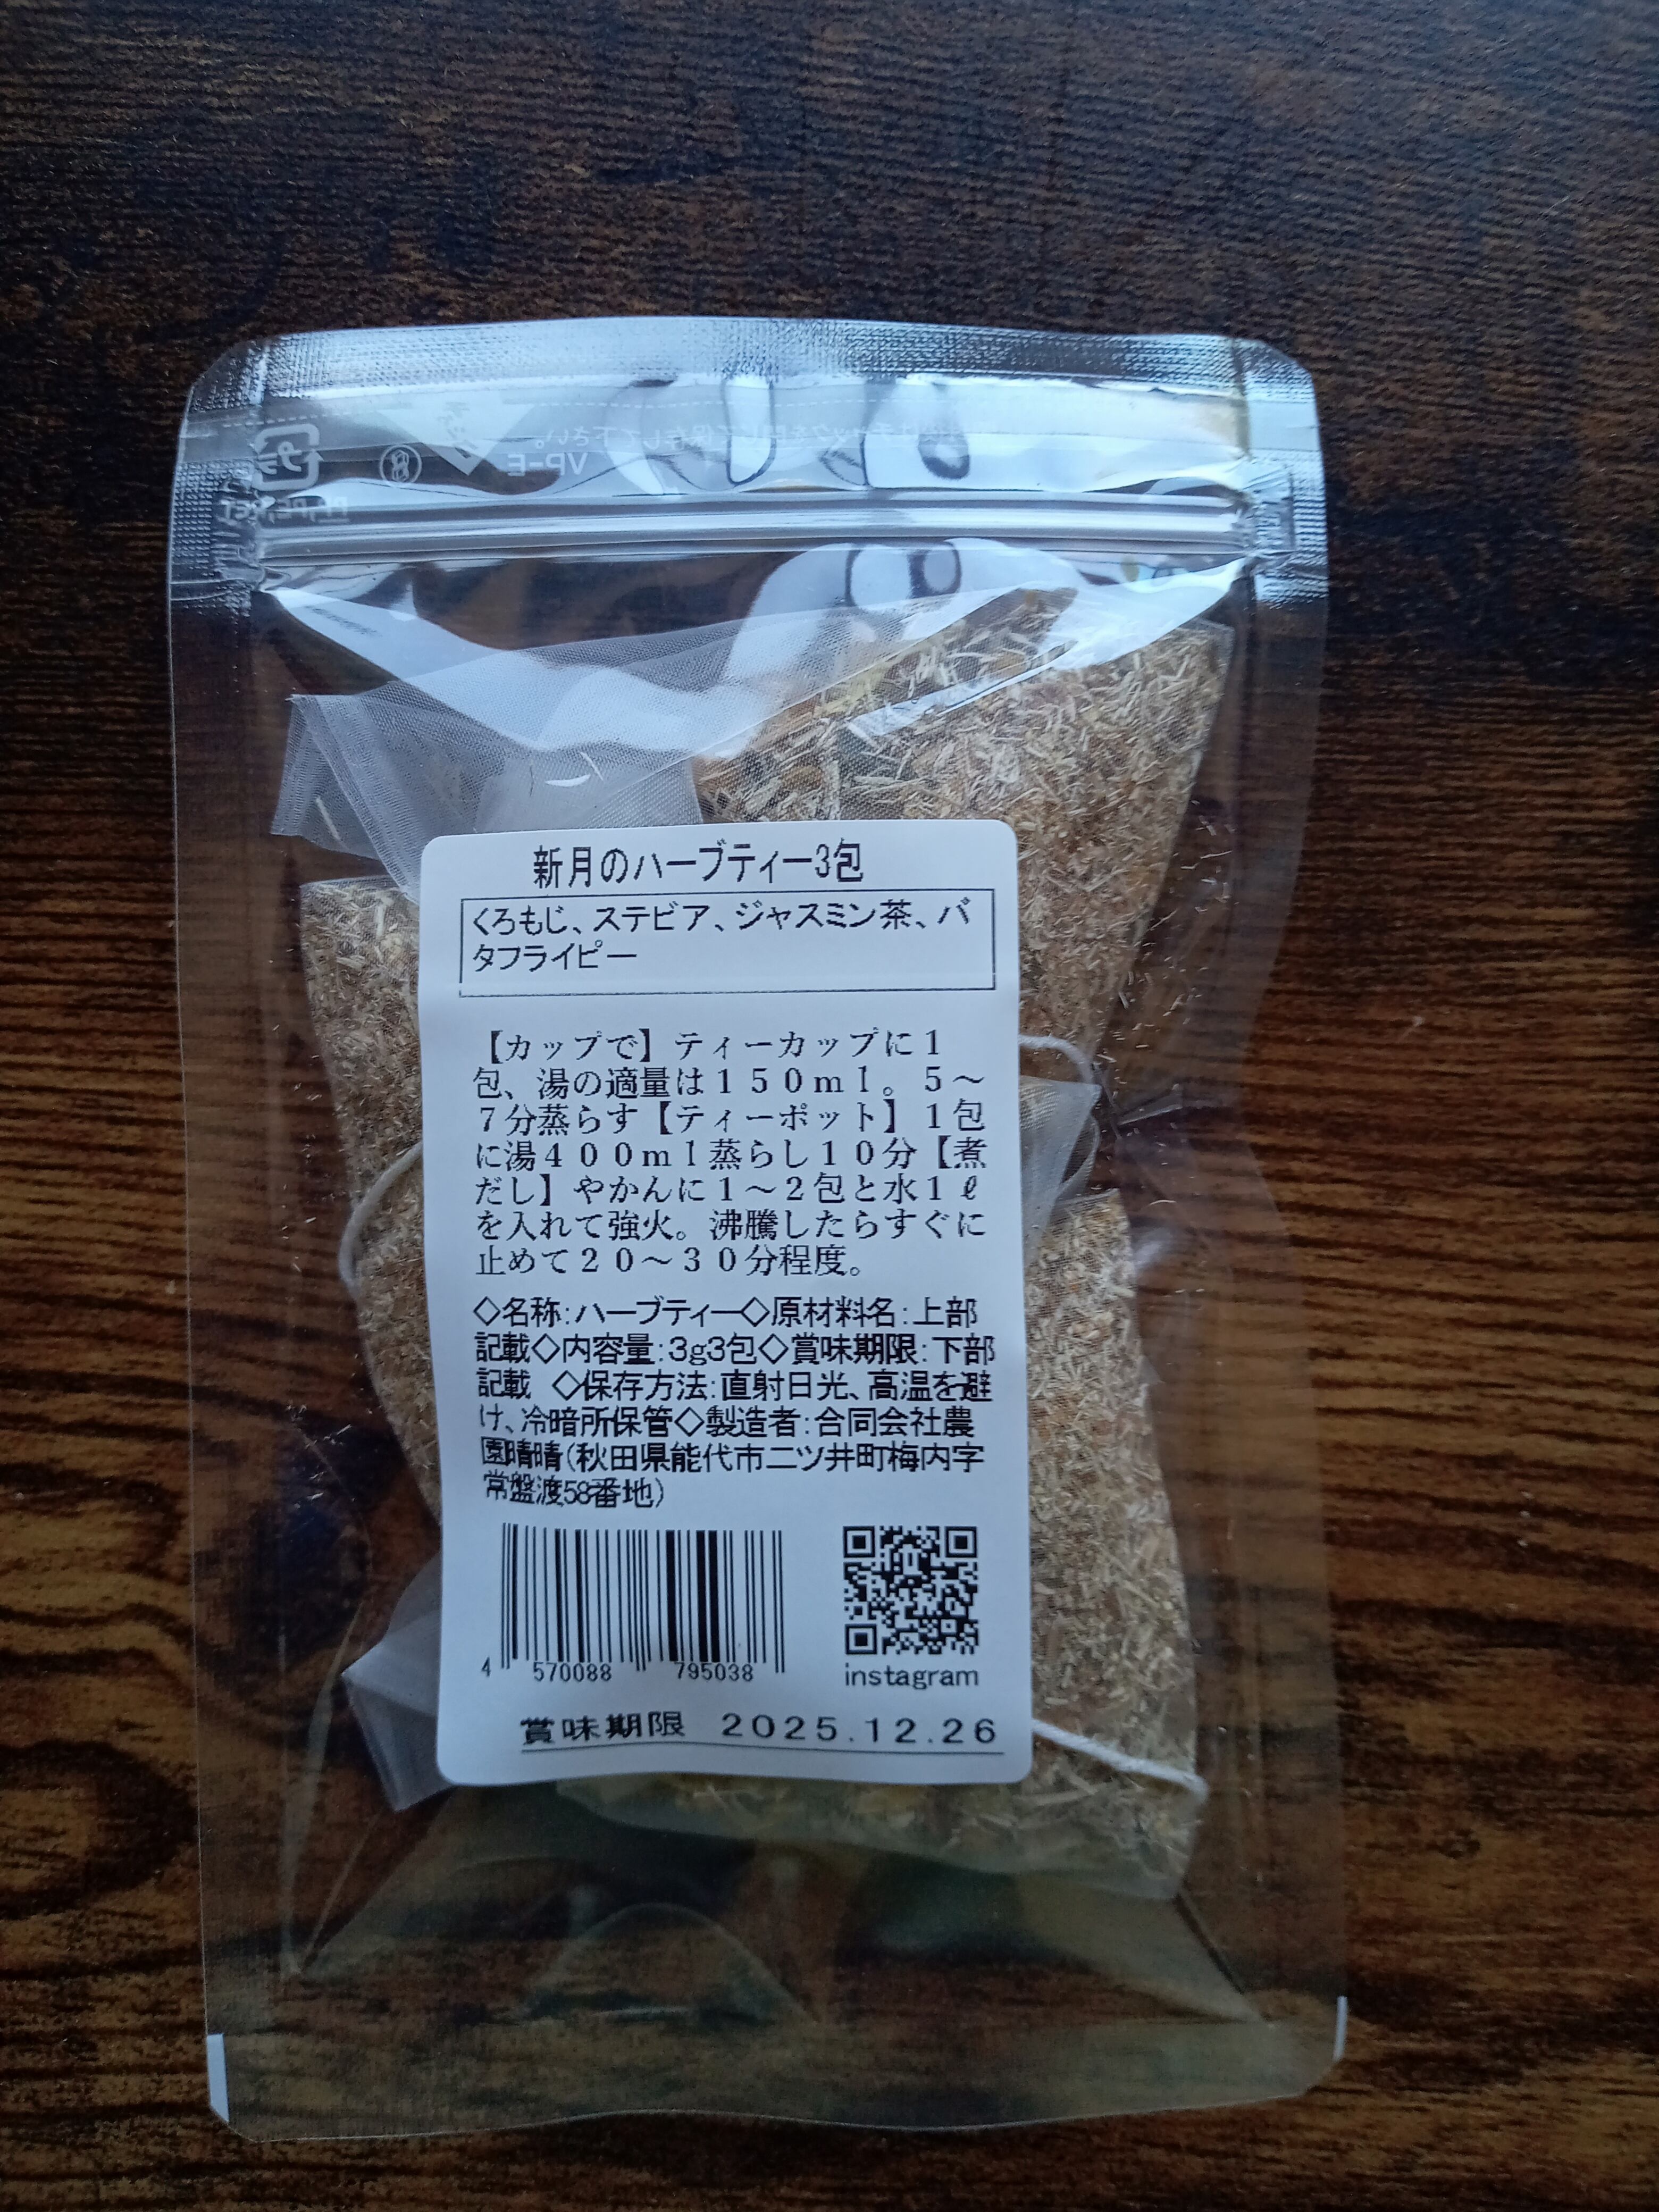 VP-E
新月のハーブティー3包
くろもじ、ステビア、ジャスミン茶、バ
タフライピー
【カップで】ティーカップに１
包、湯の適量は１５０ｍｌ。５～
７分蒸らす【ティーポット】１包
に湯４００ｍｌ蒸らし１０分【煮
だし】やかんに１～２包と水１ℓ
を入れて強火。沸騰したらすぐに
止めて２０～３０分程度。
◇名称:ハーブティー◇原材料名:上部
記載◇内容量:3g3包◇賞味期限:下部
記載 ◇保存方法:直射日光、高温を避
け、冷暗所保管◇製造者:合同会社農
園晴晴(秋田県能代市二ツ井町梅内字
常盤渡58番地)
4 570088 795038
instagram
賞味期限 2025.12.26